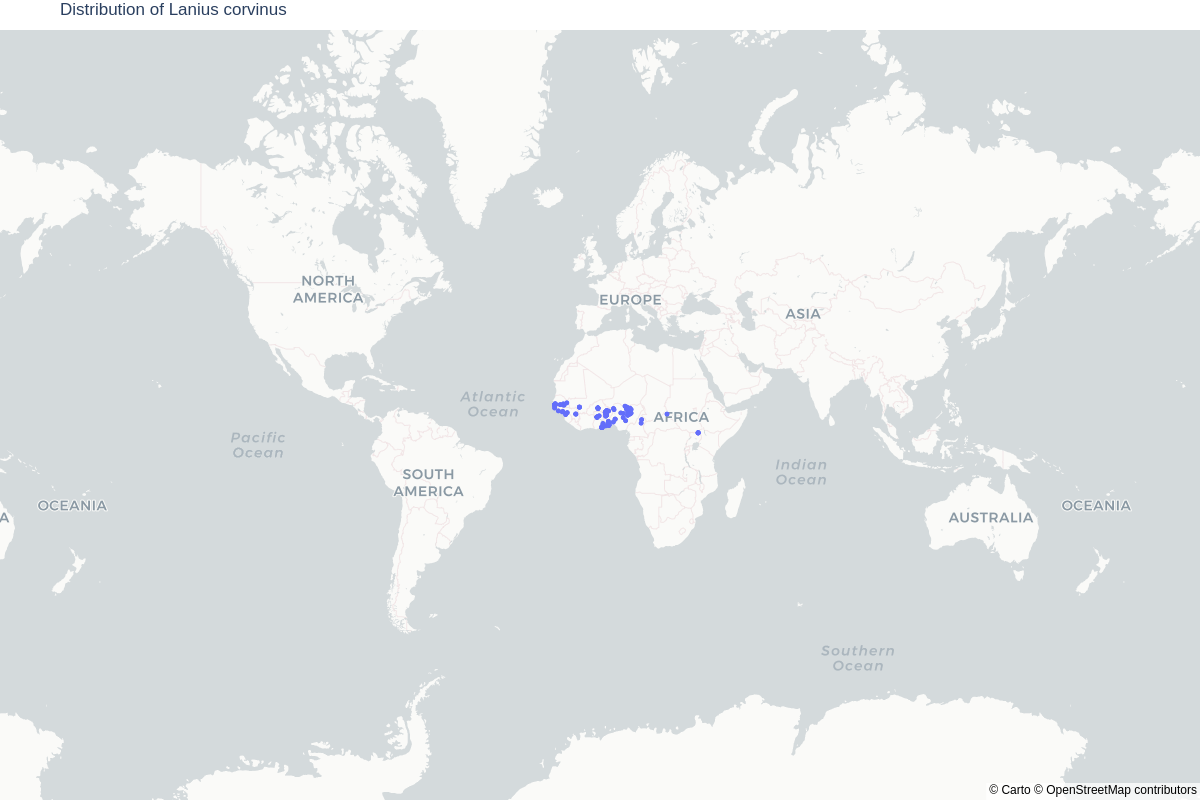 Distribution of Lanius corvinus
NORTH
AMERICA
EUROPE
ASIA
Atlantic
Ocean
AFRICA
Pacific
Ocean
SOUTH
AMERICA
Indian
Ocean
OCEANIA
OCEANIA
A
AUSTRALIA
Southern
Ocean
© Carto © OpenStreetMap contributors